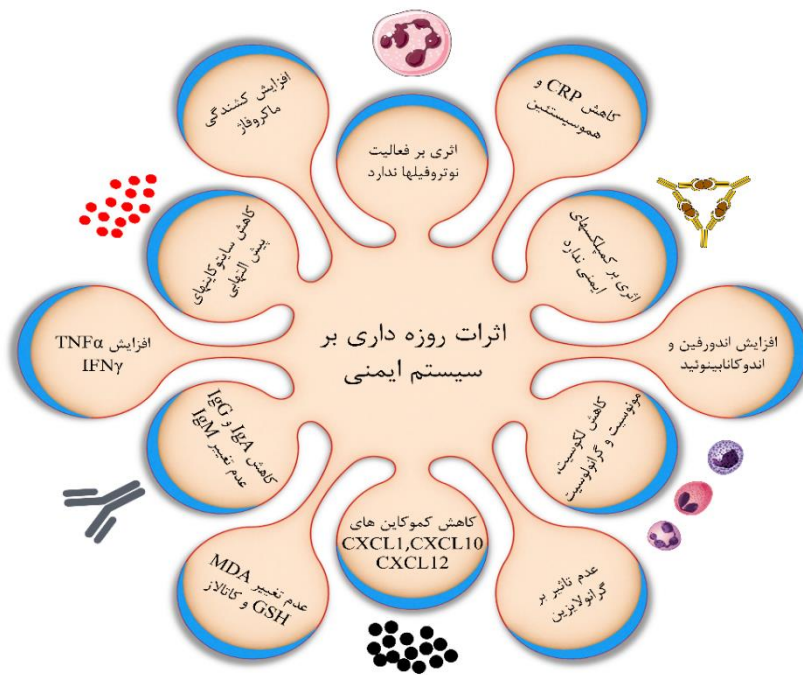 اثرات روزه داری بر
سیستم ایمنی
اثری بر فعالیت
نوتروفیلها ندارد
کاهش CRP و
هموسیستئین
اثری بر کمپلکسهای
ایمنی ندارد
افزایش اندورفین و
اندوکانابینوئید
کاهش لکوسیت،
مونوسیت و گرانولوسیت
عدم تاثیر بر
گرانولایزین
کاهش کموکاین های
CXCL1,CXCL10
CXCL12
عدم تغییر MDA
GSH و کاتالاز
کاهش IgA و IgG
عدم تغییر IgM
افزایش TNFα
IFNγ
کاهش سایتوکاینهای
پیش التهابی
افزایش کشندگی
ماکروفاژ